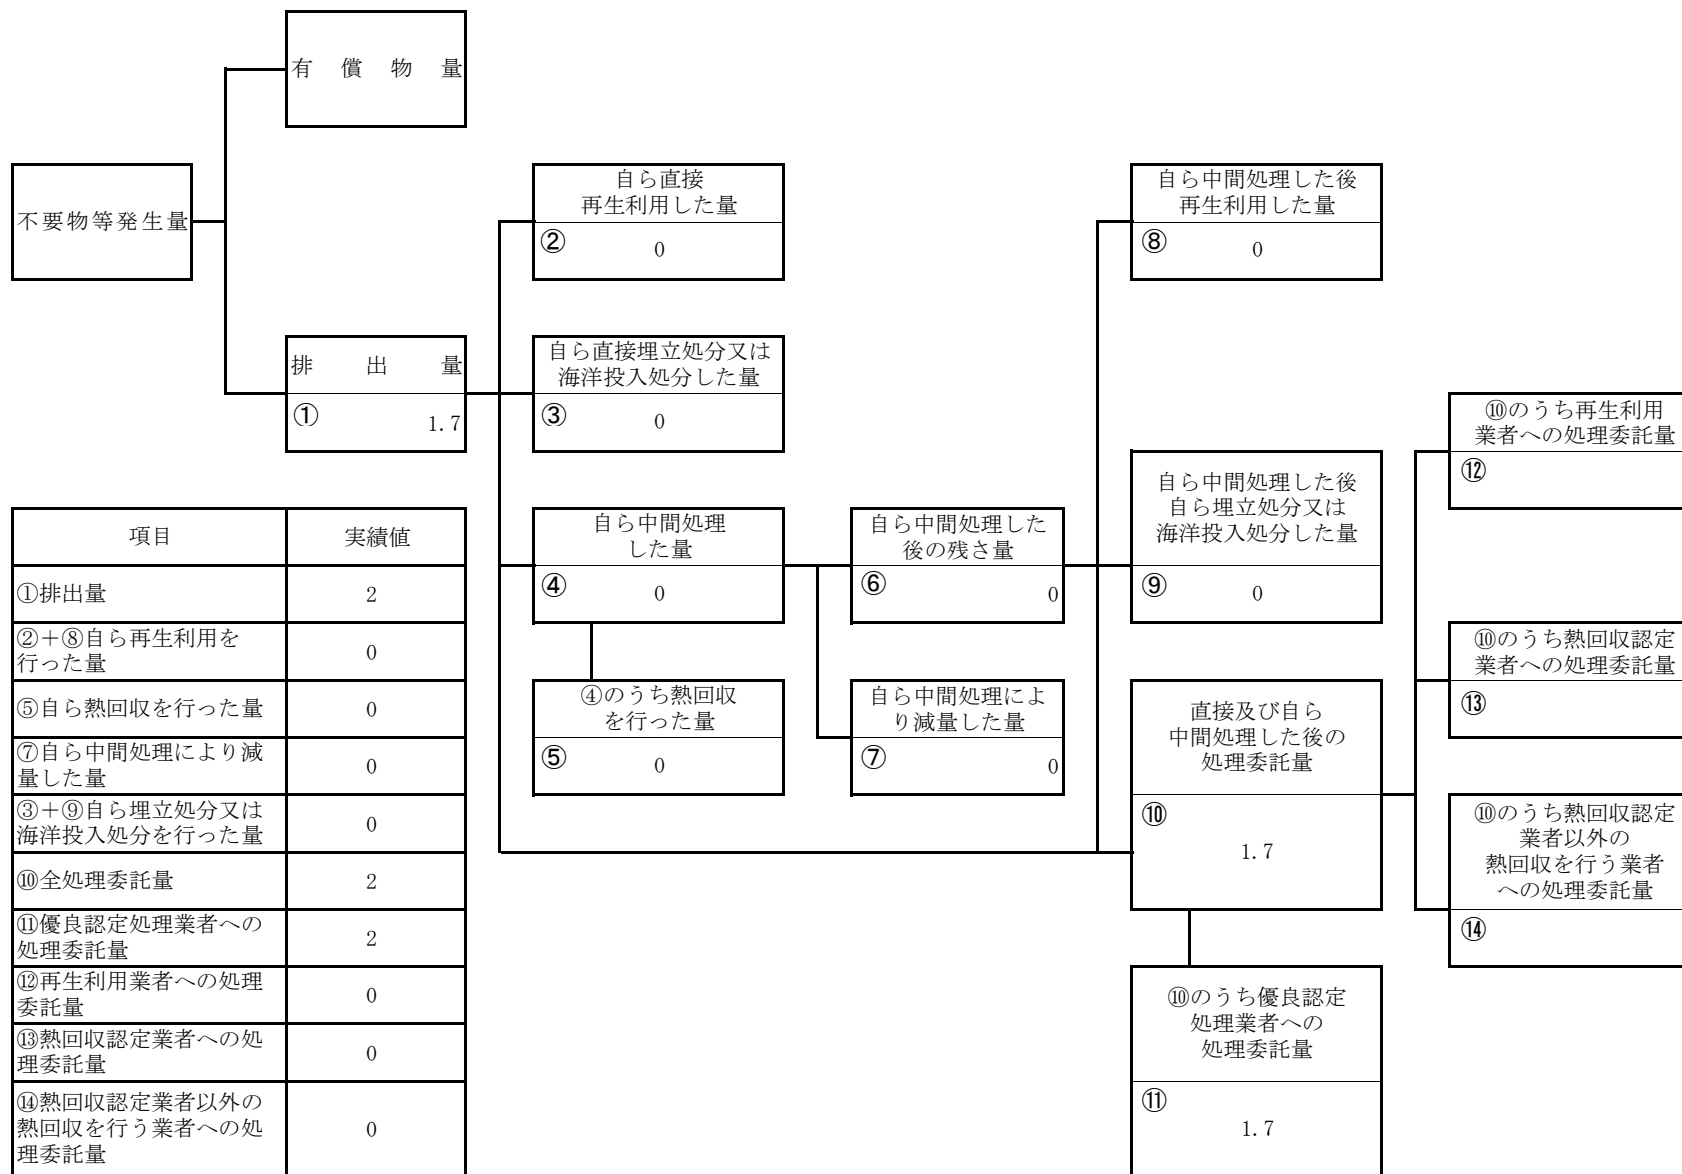 有償物量
不要物等発生量
排出量
① 1.7
自ら直接
再生利用した量
② 0
自ら直接埋立処分又は
海洋投入処分した量
③ 0
自ら中間処理
した量
④ 0
④のうち熱回収
を行った量
⑤ 0
自ら中間処理した
後の残さ量
⑥ 0
自ら中間処理によ
り減量した量
⑦ 0
自ら中間処理した後
再生利用した量
⑧ 0
自ら中間処理した後
自ら埋立処分又は
海洋投入処分した量
⑨ 0
直接及び自ら
中間処理した後の
処理委託量
⑩
1.7
⑩のうち優良認定
処理業者への
処理委託量
⑪
1.7
⑩のうち再生利用
業者への処理委託量
⑫
⑩のうち熱回収認定
業者への処理委託量
⑬
⑩のうち熱回収認定
業者以外の
熱回収を行う業者
への処理委託量
⑭
項目 実績値
①排出量 2
②+⑧自ら再生利用を
行った量 0
⑤自ら熱回収を行った量 0
⑦自ら中間処理により減
量した量 0
③+⑨自ら埋立処分又は
海洋投入処分を行った量 0
⑩全処理委託量 2
⑪優良認定処理業者への
処理委託量 2
⑫再生利用業者への処理
委託量 0
⑬熱回収認定業者への処
理委託量 0
⑭熱回収認定業者以外の
熱回収を行う業者への処
理委託量 0